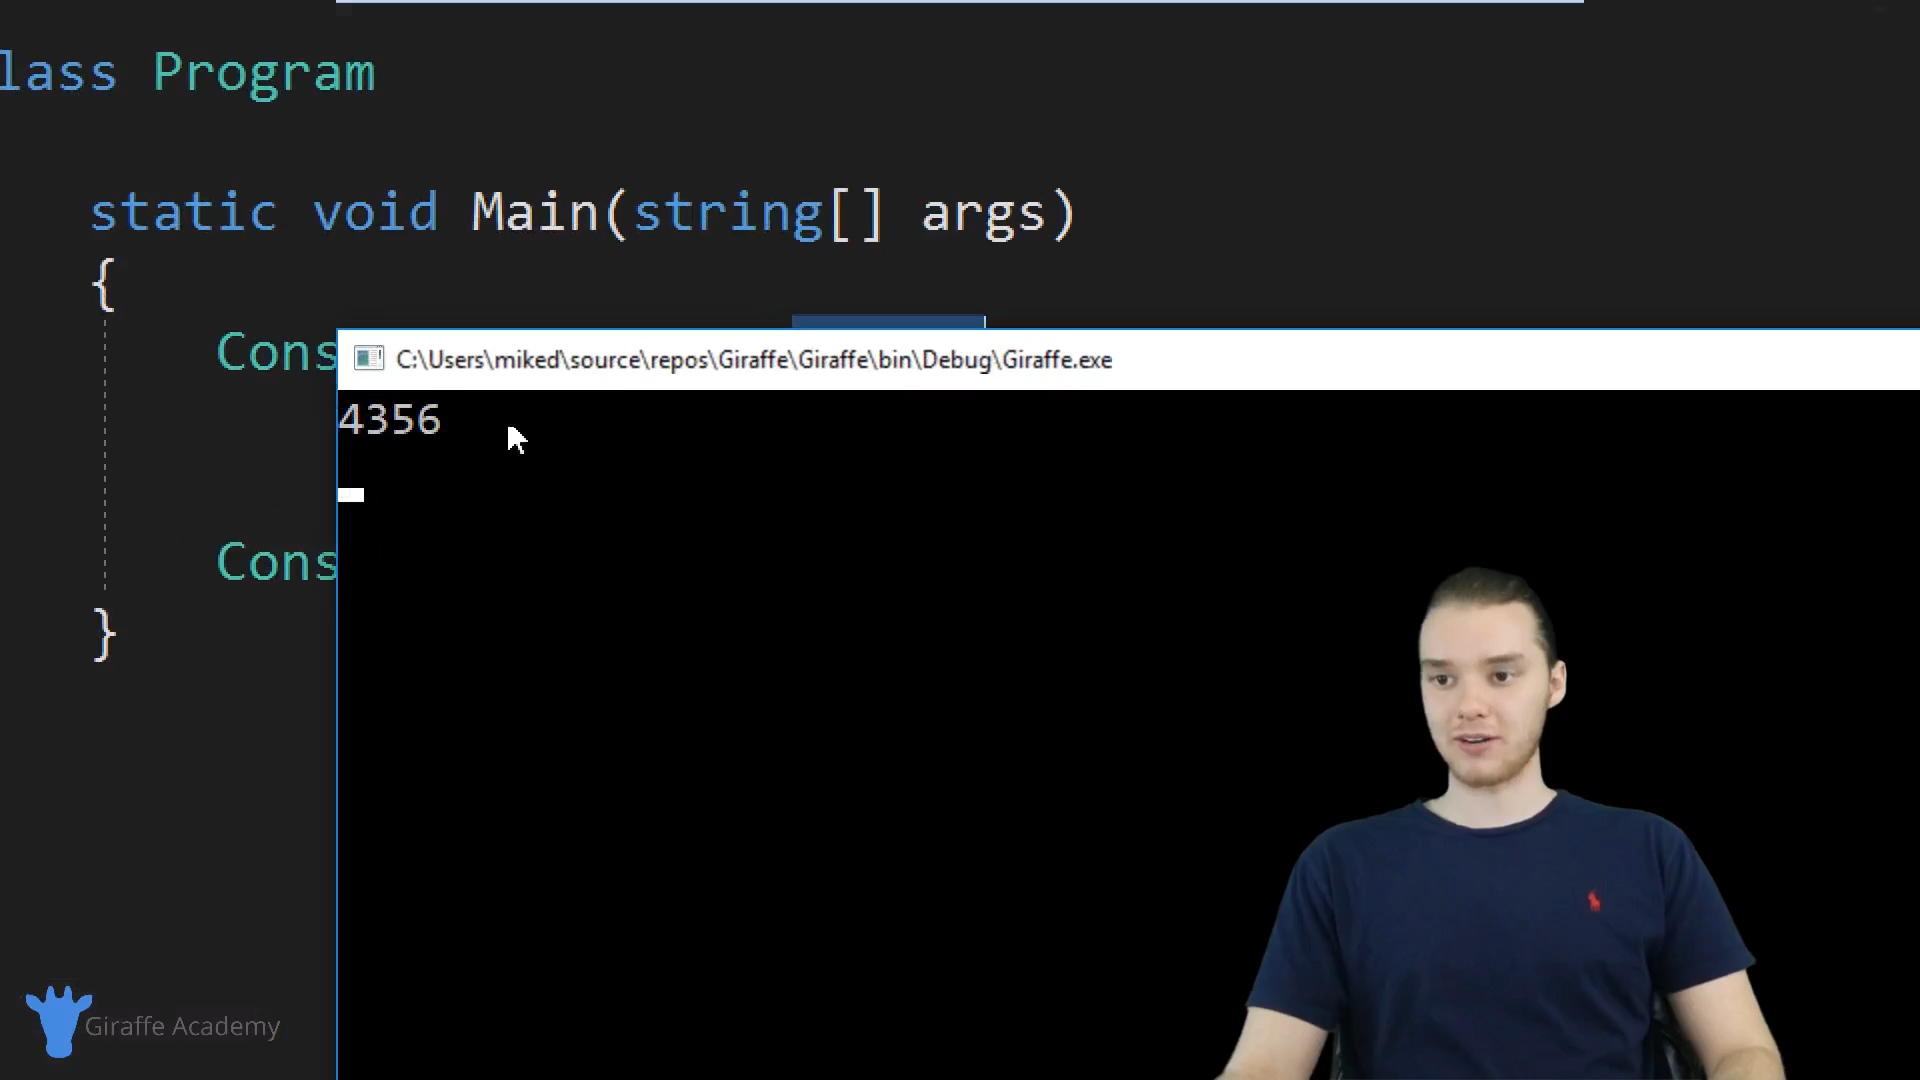 lass Program
static void Main(string[] args)
{
Cons
C:\Users\miked\source\repos\Giraffe\Giraffe\bin\Debug\Giraffe.exe
4356
Cons
}
Giraffe Academy